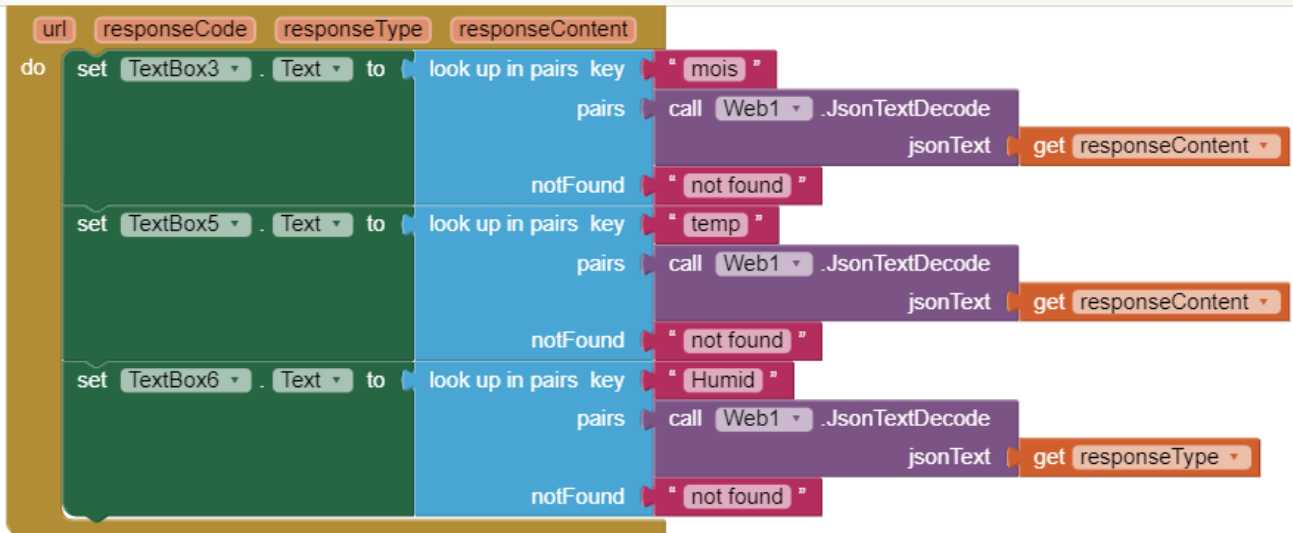 url responseCode responseType responseContent
do set TextBox3 . Text to look up in pairs key " mois "
pairs call Web1 .JsonTextDecode
jsonText get responseContent
notFound " not found "
set TextBox5 . Text to look up in pairs key " temp "
pairs call Web1 .JsonTextDecode
jsonText get responseContent
notFound " not found "
set TextBox6 . Text to look up in pairs key " Humid "
pairs call Web1 .JsonTextDecode
jsonText get responseType
notFound " not found "